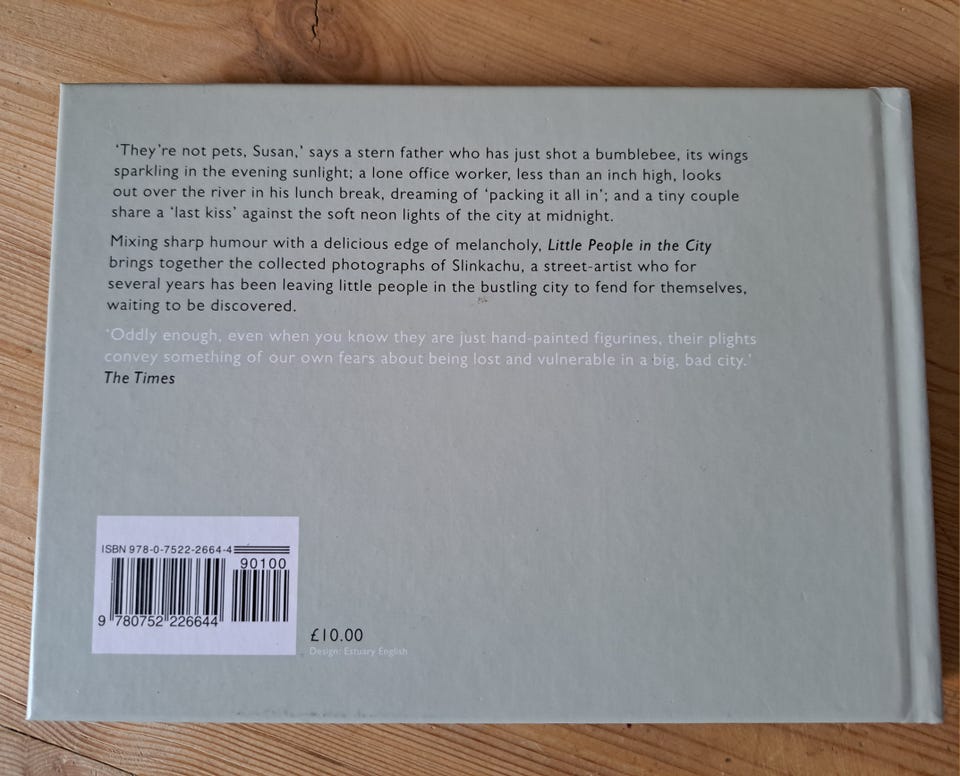 ‘They’re not pets, Susan,’ says a stern father who has just shot a bumblebee, its wings
sparkling in the evening sunlight; a lone office worker, less than an inch high, looks
out over the river in his lunch break, dreaming of ‘packing it all in’; and a tiny couple
share a ‘last kiss’ against the soft neon lights of the city at midnight.
Mixing sharp humour with a delicious edge of melancholy, Little People in the City
brings together the collected photographs of Slinkachu, a street-artist who for
several years has been leaving little people in the bustling city to fend for themselves,
waiting to be discovered.
‘Oddly enough, even when you know they are just hand-painted figurines, their plights
convey something of our own fears about being lost and vulnerable in a big, bad city.’
The Times
ISBN 978-0-7522-2664-4
90100
9 780752 226644
£10.00
Design: Estuary English